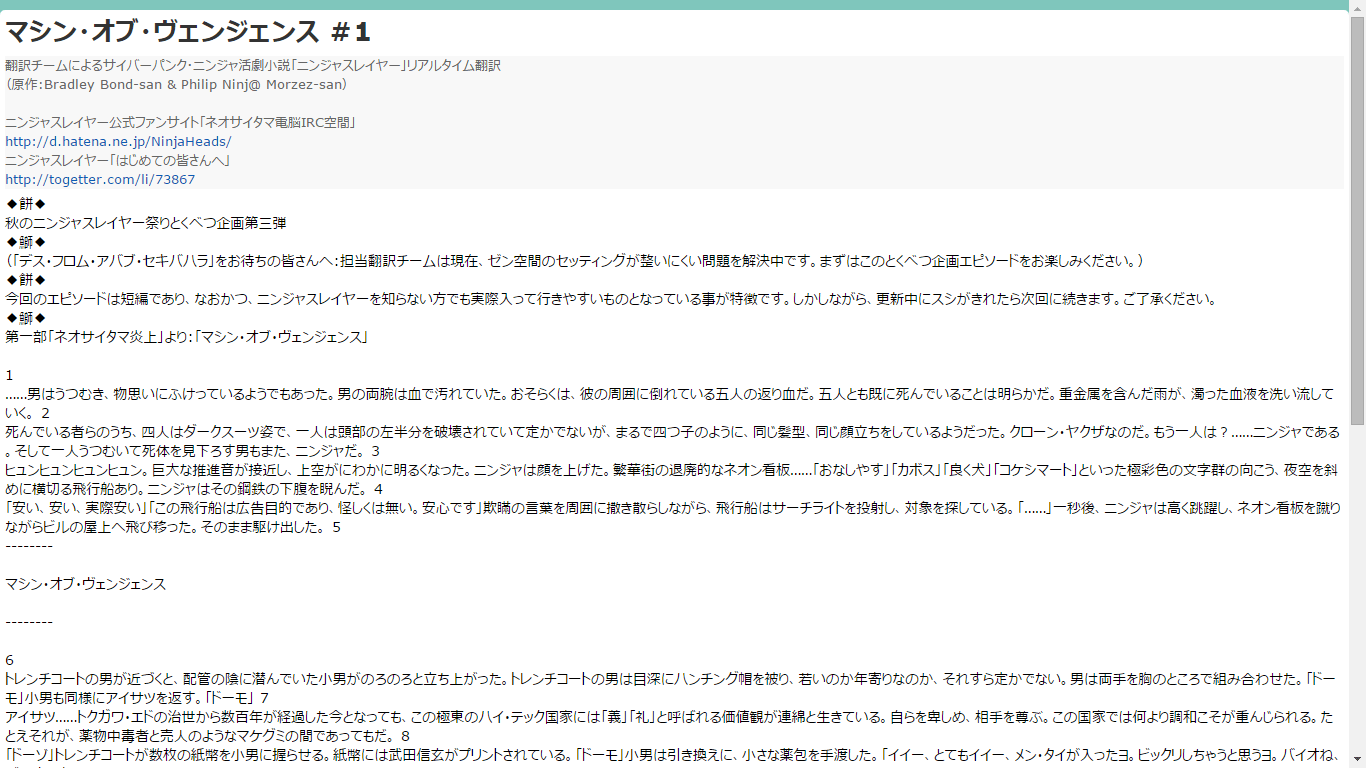 マシン・オブ・ヴェンジェンス #1
翻訳チームによるサイバーパンク・ニンジャ活劇小説「ニンジャスレイヤー」リアルタイム翻訳
(原作：Bradley Bond-san & Philip Ninj@ Morzez-san)
ニンジャスレイヤー公式ファンサイト「ネオサイタマ電脳IRC空間」
http://d.hatena.ne.jp/NinjaHeads/
ニンジャスレイヤー「はじめての皆さんへ」
http://togetter.com/li/73867
◆餅◆
秋のニンジャスレイヤー祭りとくべつ企画第三弾
◆鰤◆
(「デス・フロム・アバブ・セキバハラ」をお待ちの皆さんへ：担当翻訳チームは現在、ゼン空間のセッティングが整いにくい問題を解決中です。まずはこのとくべつ企画エピソードをお楽しみください。)
◆餅◆
今回のエピソードは短編であり、なおかつ、ニンジャスレイヤーを知らない方でも実際入って行きやすいものとなっている事が特徴です。しかしながら、更新中にスシがきれたら次回に続きます。ご了承ください。
◆鰤◆
第一部「ネオサイタマ炎上」より：「マシン・オブ・ヴェンジェンス」
1
……男はうつむき、物思いにふけっているようでもあった。男の両腕は血で汚れていた。おそらくは、彼の周囲に倒れている五人の返り血だ。五人とも既に死んでいることは明らかだ。重金属を含んだ雨が、濁った血液を洗い流して
いく。 2
死んでいる者らのうち、四人はダークスーツ姿で、一人は頭部の左半分を破壊されていて定かでないが、まるで四つ子のように、同じ髪型、同じ顔立ちをしているようだった。クローン・ヤクザなのだ。もう一人は？……ニンジャである
。そして一人うつむいて死体を見下ろす男もまた、ニンジャだ。 3
ヒュンヒュンヒュンヒュン。巨大な推進音が接近し、上空がにわかに明るくなった。ニンジャは顔を上げた。繁華街の退廃的なネオン看板……「おなしやす」「カボス」「良く犬」「コケシマート」といった極彩色の文字群の向こう、夜空を斜
めに横切る飛行船あり。ニンジャはその鋼鉄の下腹を睨んだ。 4
「安い、安い、実際安い」「この飛行船は広告目的であり、怪しくは無い。安心です」欺瞞の言葉を周囲に撒き散らしながら、飛行船はサーチライトを投射し、対象を探している。「……」一秒後、ニンジャは高く跳躍し、ネオン看板を蹴り
ながらビルの屋上へ飛び移った。そのまま駆け出した。 5
--------
マシン・オブ・ヴェンジェンス
--------
6
トレンチコートの男が近づくと、配管の陰に潜んでいた小男がのろのろと立ち上がった。トレンチコートの男は目深にハンチング帽を被り、若いのか年寄りなのか、それすら定かでない。男は両手を胸のところで組み合わせた。「ドー
モ」小男も同様にアイサツを返す。「ドーモ」 7
アイサツ……トクガワ・エドの治世から数百年が経過した今となっても、この極東のハイ・テック国家には「義」「礼」と呼ばれる価値観が連綿と生きている。自らを卑しめ、相手を尊ぶ。この国家では何より調和こそが重んじられる。た
とえそれが、薬物中毒者と売人のようなマケグミの間であってもだ。 8
「ドーゾ」トレンチコートが数枚の紙幣を小男に握らせる。紙幣には武田信玄がプリントされている。「ドーモ」小男は引き換えに、小さな薬包を手渡した。「イイー、とてもイイー、メン・タイが入ったヨ。ビックリしちゃうと思うヨ。バイオね、